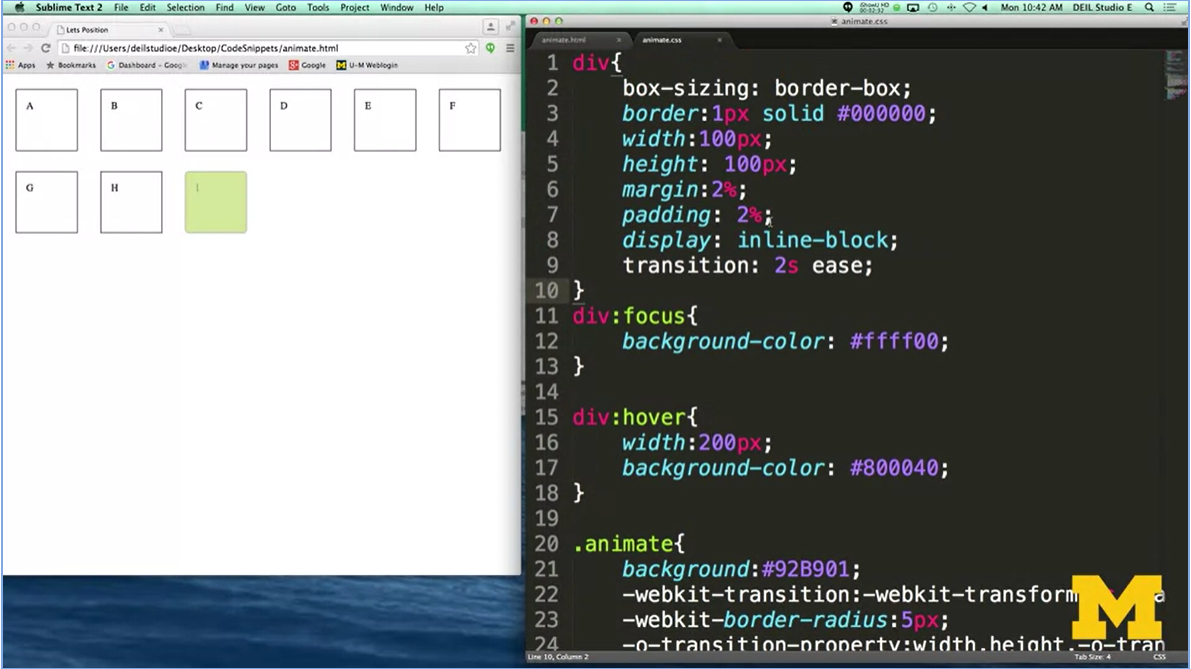 Sublime Text 2 File Edit Selection Find View Goto Tools Project Window Help
iShowU HD
00:02:32
Mon 10:42 AM DEIL Studio E
Lets Position
file:///Users/deilstudioe/Desktop/CodeSnippets/animate.html
Apps Bookmarks Dashboard - Goog Manage your pages Google U-M Weblogin
A B C D E F
G H I
animate.css
animate.html animate.css
1 div{
2 box-sizing: border-box;
3 border:1px solid #000000;
4 width:100px;
5 height: 100px;
6 margin:2%;
7 padding: 2%;
8 display: inline-block;
9 transition: 2s ease;
10 }
11 div:focus{
12 background-color: #ffff00;
13 }
14
15 div:hover{
16 width:200px;
17 background-color: #800040;
18 }
19
20 .animate{
21 background:#92B901;
22 -webkit-transition:-webkit-transform
23 -webkit-border-radius:5px;
24 -o-transition-property:width,height,-o-tran
M
Line 10, Column 2 Tab Size: 4 CSS